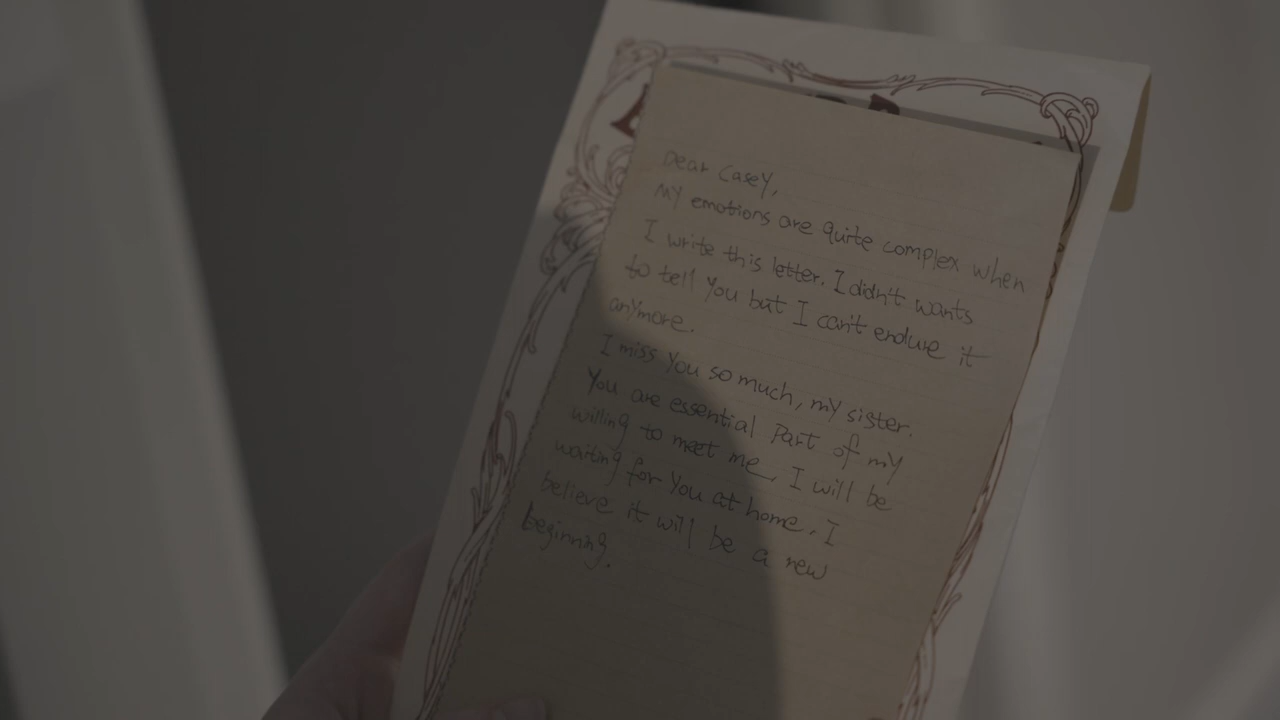 Dear Casey,
My emotions are quite complex when
I write this letter. I didn't wants
to tell you but I can't endure it
anymore.
I miss you so much, my sister.
You are essential part of my
willing to meet me, I will be
waiting for you at home. I
believe it will be a new
beginning.